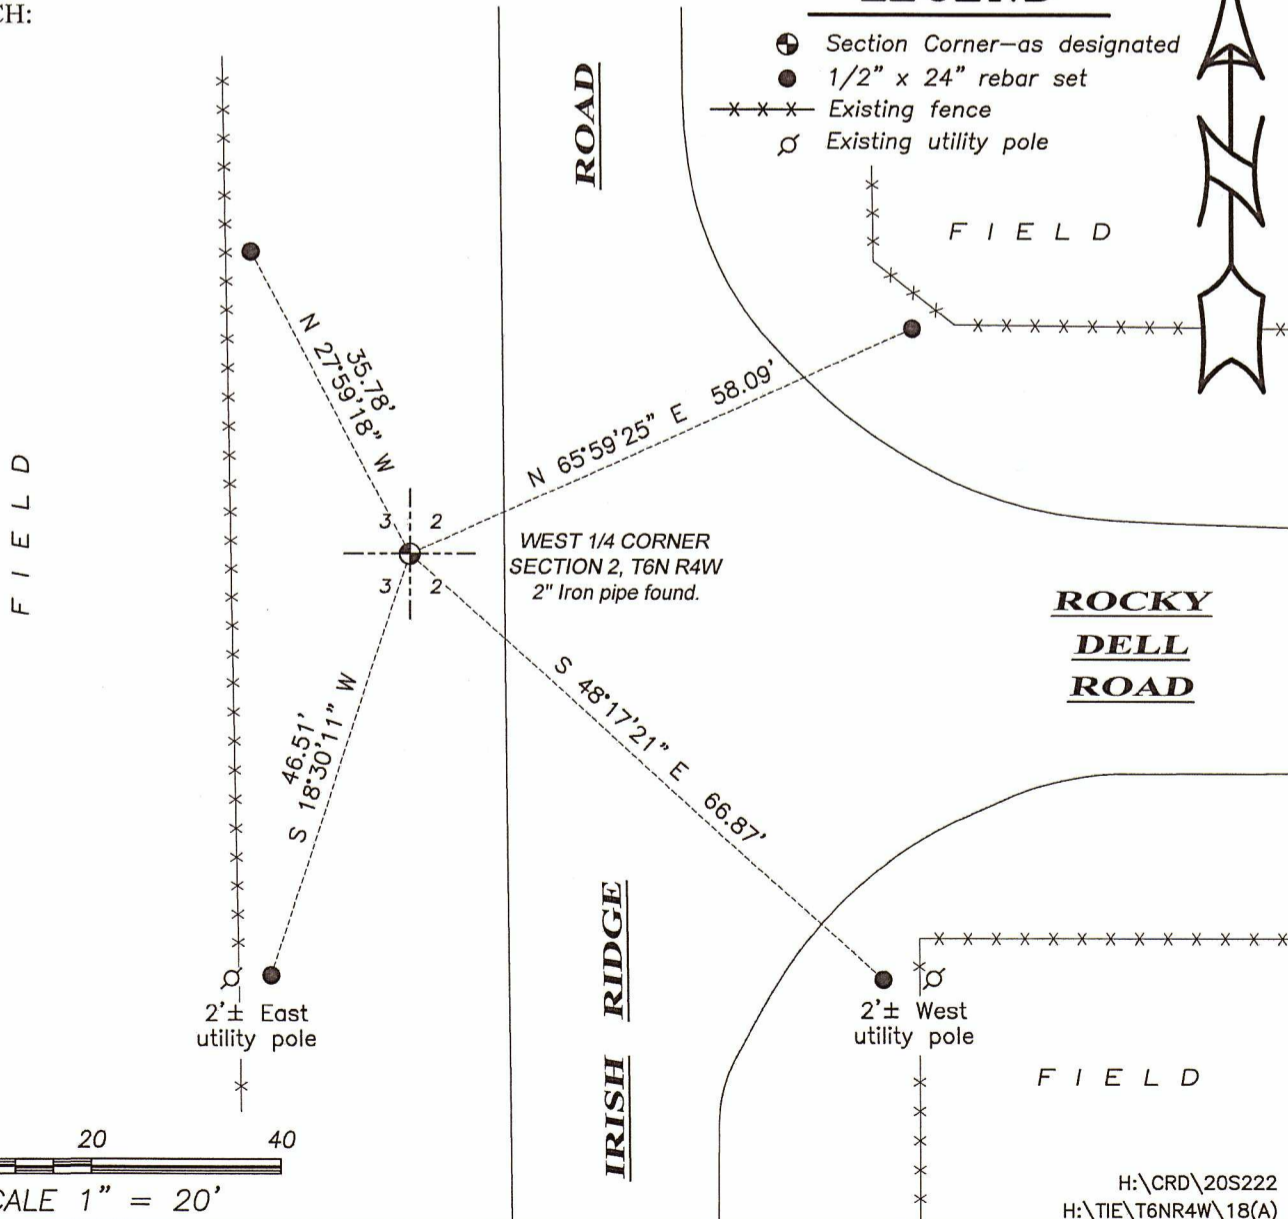 CH:
LEGEND
Section Corner—as designated
1/2" x 24" rebar set
Existing fence
Existing utility pole
ROAD
FIELD
N 27°59'18" W
35.78'
N 65°59'25" E 58.09'
FIELD
3 2
3 2
WEST 1/4 CORNER
SECTION 2, T6N R4W
2" Iron pipe found.
ROCKY
DELL
ROAD
S 48°17'21" E 66.87'
46.51'
S 18°30'11" W
IRISH RIDGE
2'± East
utility pole
2'± West
utility pole
FIELD
20 40
CALE 1" = 20'
H:\CRD\20S222
H:\TIE\T6NR4W\18(A)